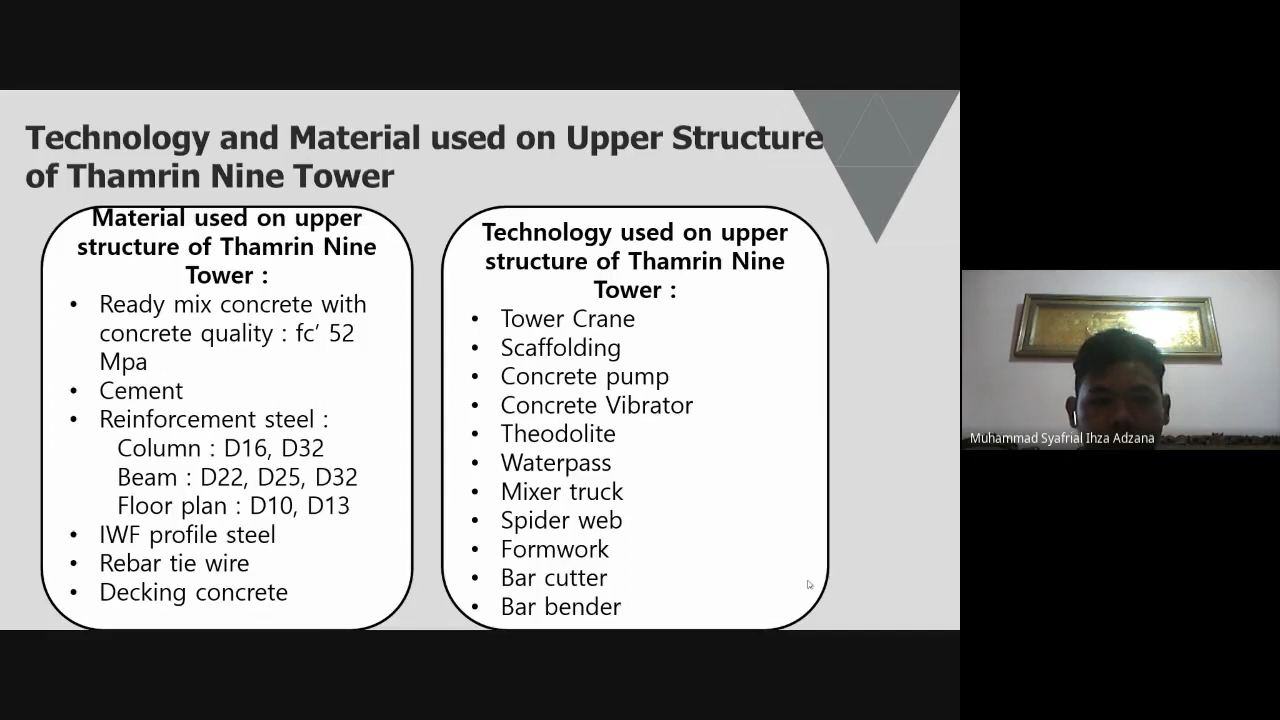 Technology and Material used on Upper Structure
of Thamrin Nine Tower
Material used on upper
structure of Thamrin Nine
Tower :
• Ready mix concrete with
concrete quality : fc’ 52
Mpa
• Cement
• Reinforcement steel :
Column : D16, D32
Beam : D22, D25, D32
Floor plan : D10, D13
• IWF profile steel
• Rebar tie wire
• Decking concrete
Technology used on upper
structure of Thamrin Nine
Tower :
• Tower Crane
• Scaffolding
• Concrete pump
• Concrete Vibrator
• Theodolite
• Waterpass
• Mixer truck
• Spider web
• Formwork
• Bar cutter
• Bar bender
Muhammad Syafrial Ihza Adzana